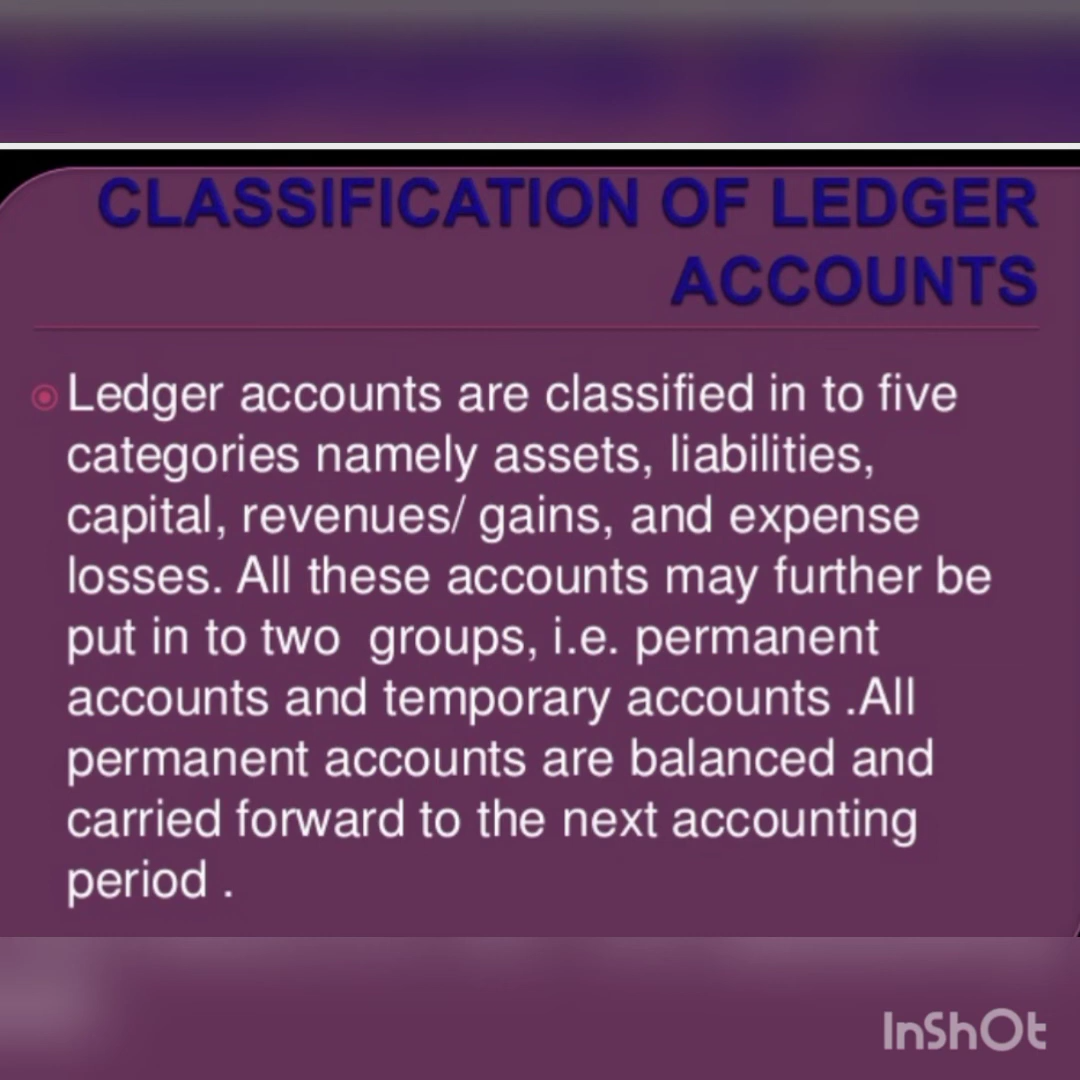 CLASSIFICATION OF LEDGER
ACCOUNTS
Ledger accounts are classified in to five
categories namely assets, liabilities,
capital, revenues/ gains, and expense
losses. All these accounts may further be
put in to two  groups, i.e. permanent
accounts and temporary accounts .All
permanent accounts are balanced and
carried forward to the next accounting
period .
InShOt